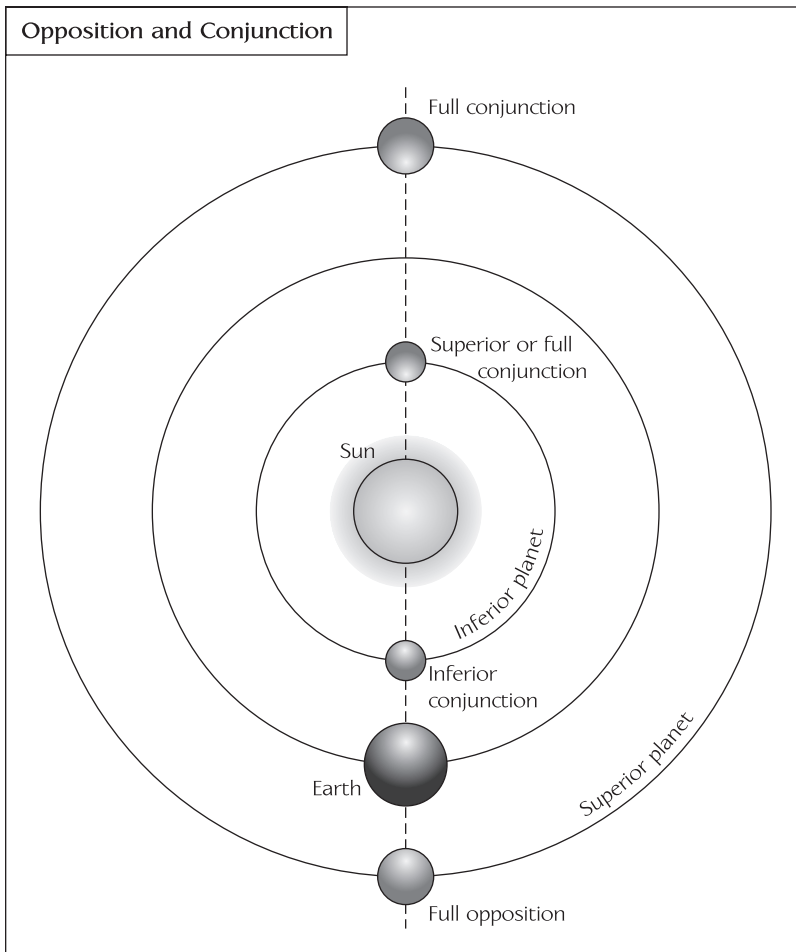 Opposition and Conjunction
Full conjunction
Superior or full
conjunction
Sun
Inferior planet
Inferior
conjunction
Superior planet
Earth
Full opposition